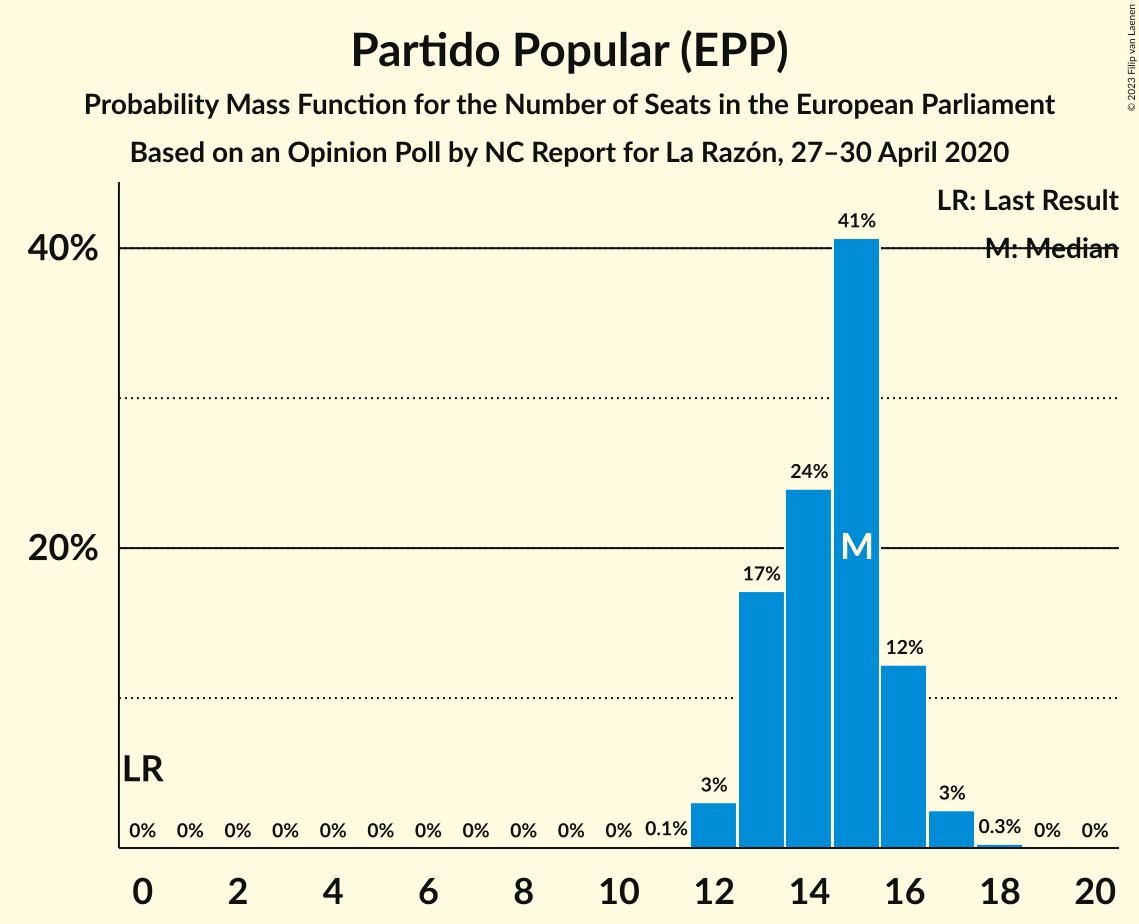 Partido Popular (EPP)
Probability Mass Function for the Number of Seats in the European Parliament
Based on an Opinion Poll by NC Report for La Razón, 27–30 April 2020
© 2023 Filip van Laenen
LR: Last Result
M: Median
40%
20%
41%
24%
M
17%
12%
LR
3%
3%
0% 0% 0% 0% 0% 0% 0% 0% 0% 0% 0% 0.1% 0.3% 0% 0%
0 2 4 6 8 10 12 14 16 18 20